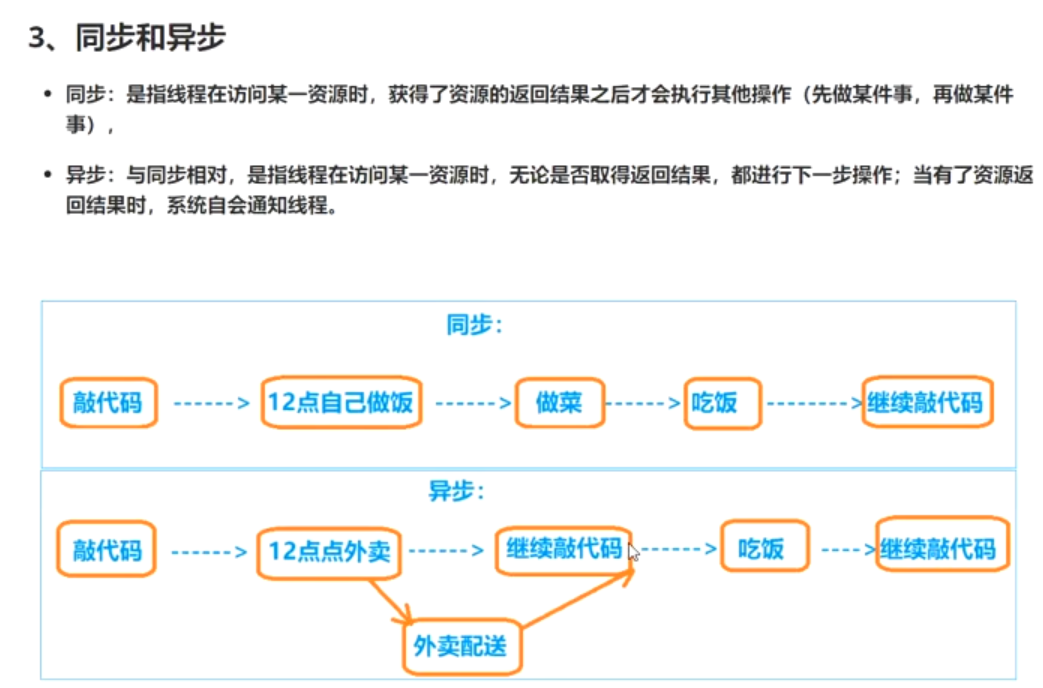 3、同步和异步
• 同步：是指线程在访问某一资源时，获得了资源的返回结果之后才会执行其他操作（先做某件事，再做某件
事），
• 异步：与同步相对，是指线程在访问某一资源时，无论是否取得返回结果，都进行下一步操作；当有了资源返
回结果时，系统自会通知线程。
同步：
敲代码 ------> 12点自己做饭 ------> 做菜 ------> 吃饭 --------> 继续敲代码
异步：
敲代码 ------> 12点点外卖 ------> 继续敲代码 ------> 吃饭 ----> 继续敲代码
外卖配送